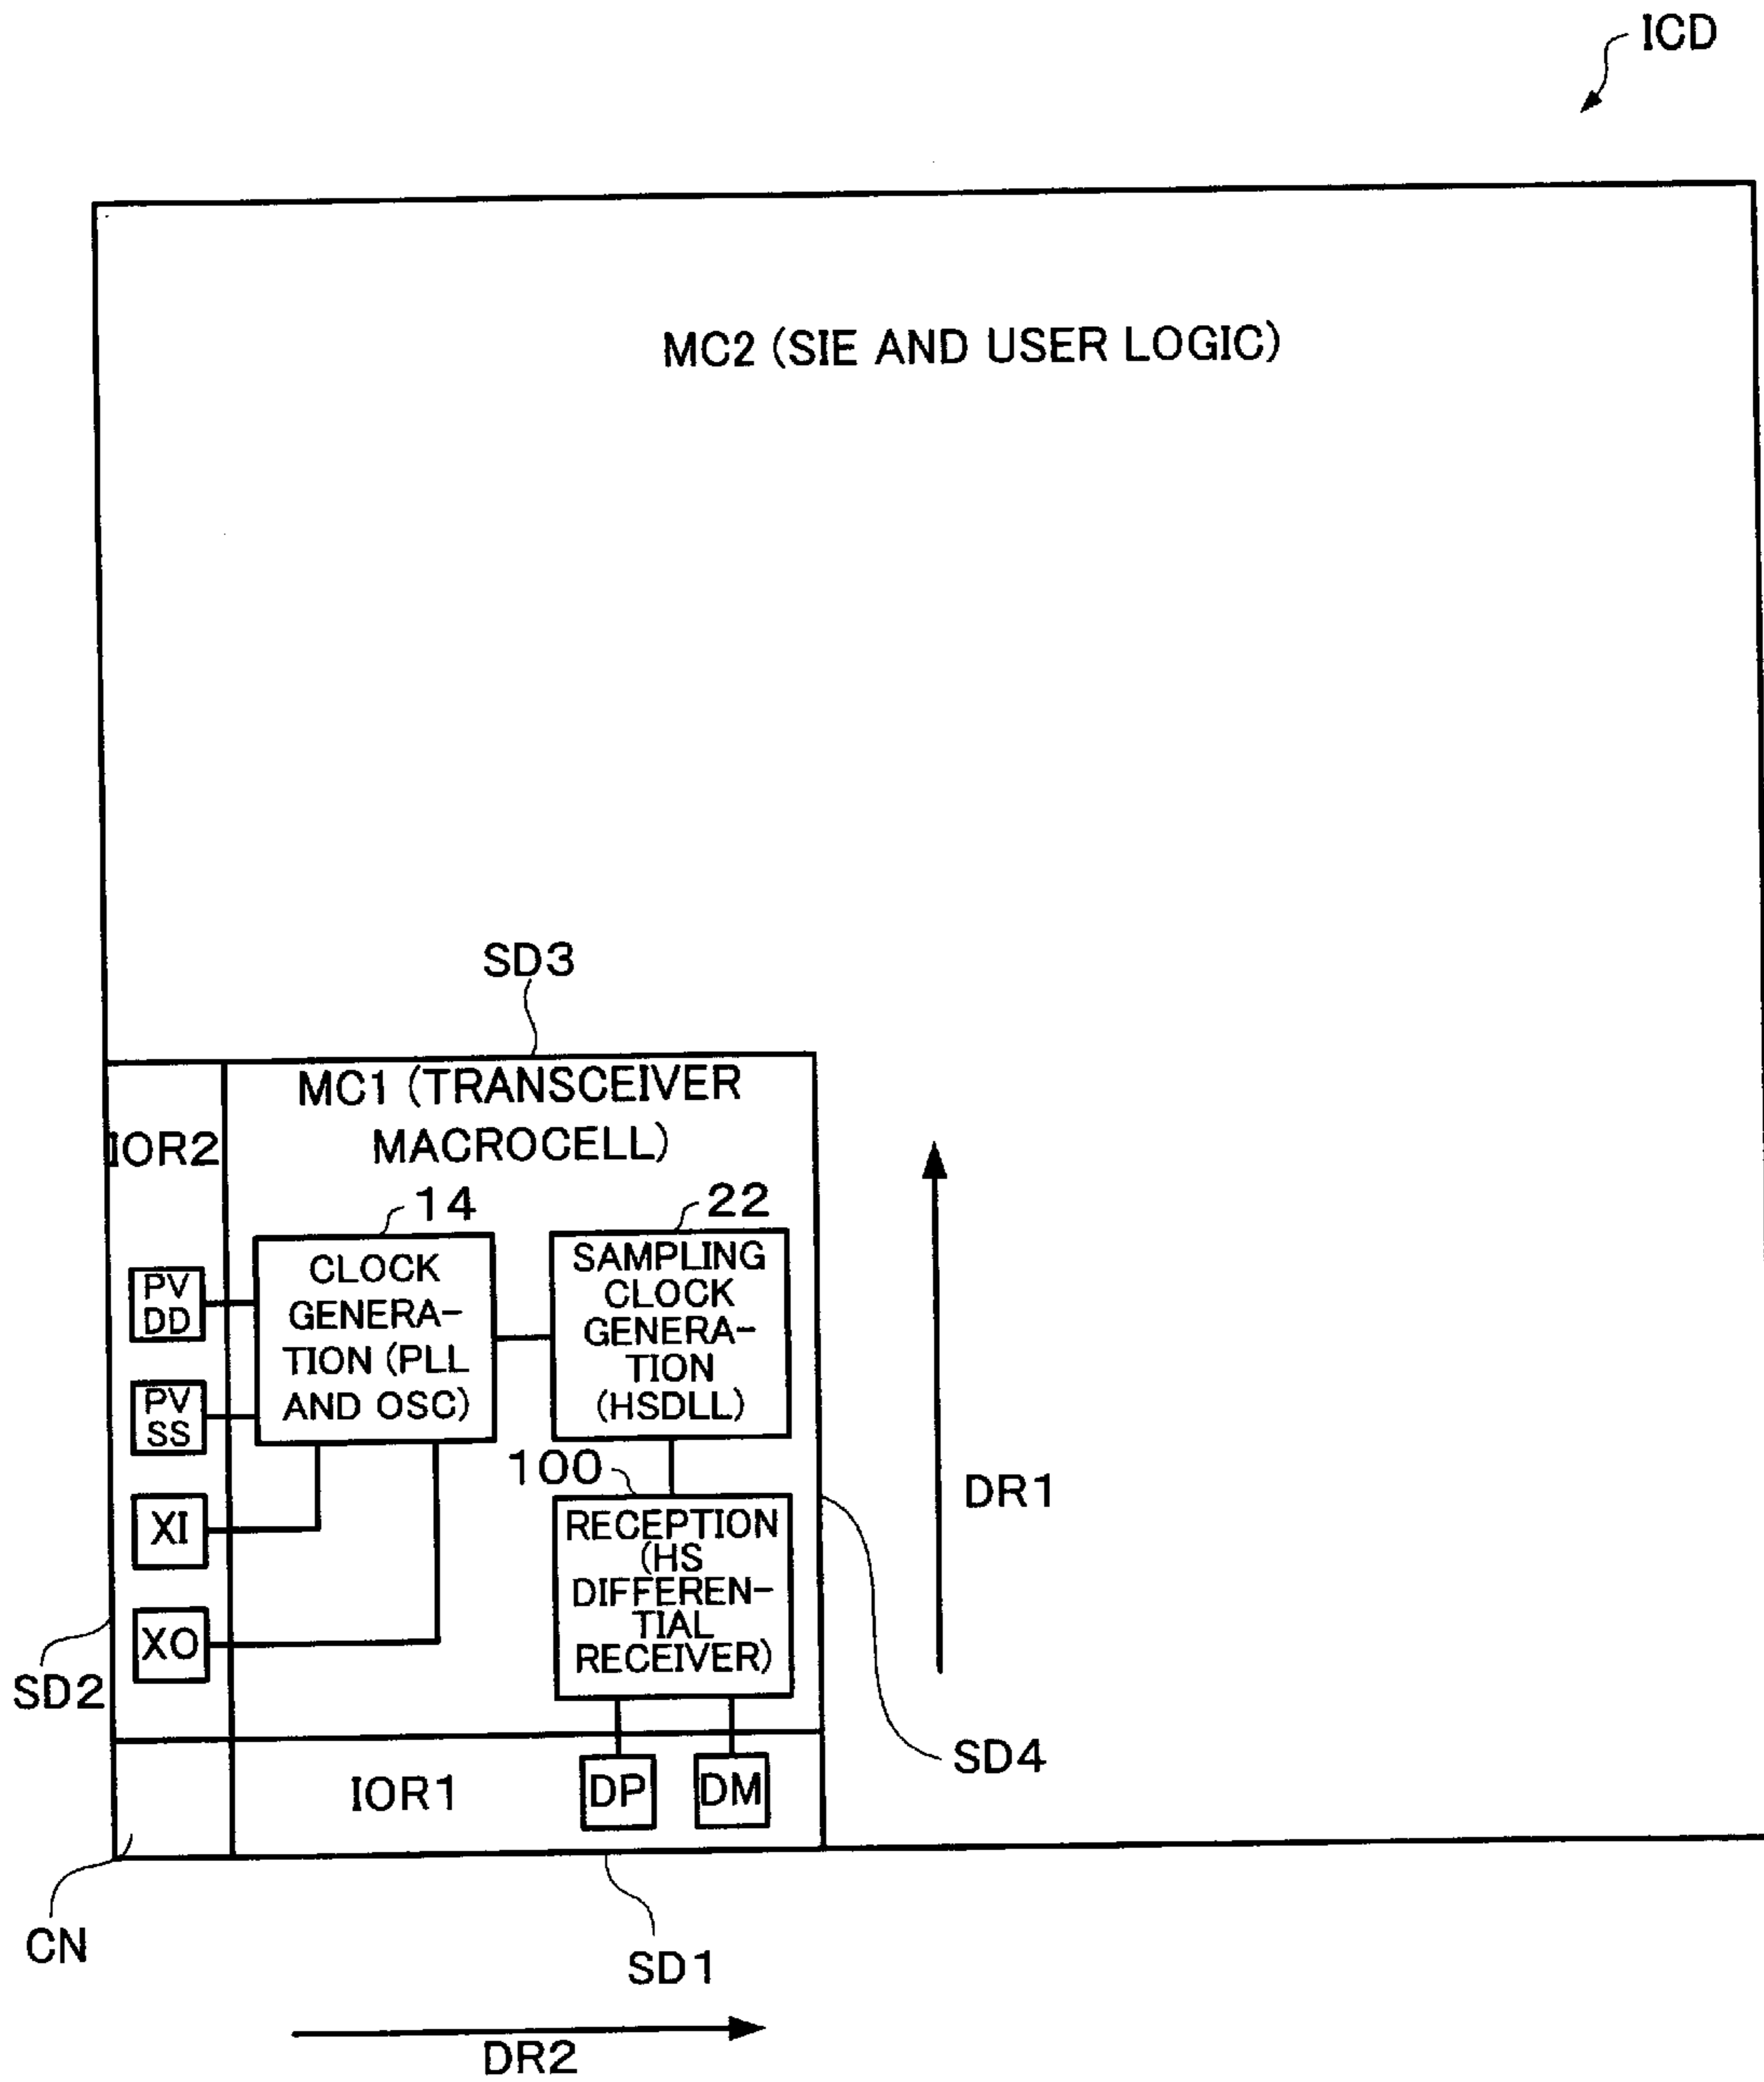 ICD
MC2 (SIE AND USER LOGIC)
SD3
MC1 (TRANSCEIVER
MACROCELL)
IOR2
14
22
CLOCK
GENERA-
TION (PLL
AND OSC)
SAMPLING
CLOCK
GENERA-
TION
(HSDLL)
PV
DD
PV
SS
XI
XO
100
RECEPTION
(HS
DIFFEREN-
TIAL
RECEIVER)
DR1
SD2
SD4
IOR1
DP
DM
CN
SD1
DR2